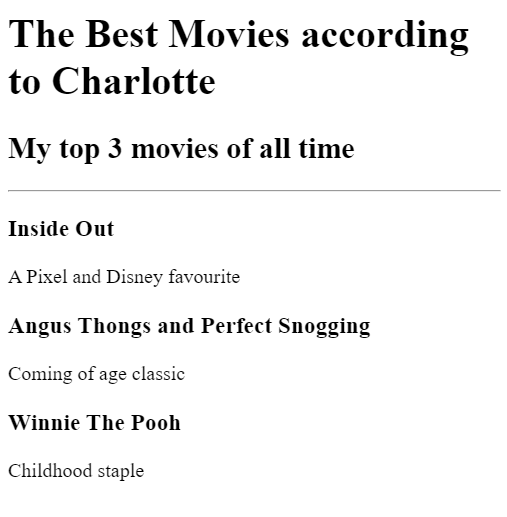 The Best Movies according
to Charlotte
My top 3 movies of all time
Inside Out
A Pixel and Disney favourite
Angus Thongs and Perfect Snogging
Coming of age classic
Winnie The Pooh
Childhood staple